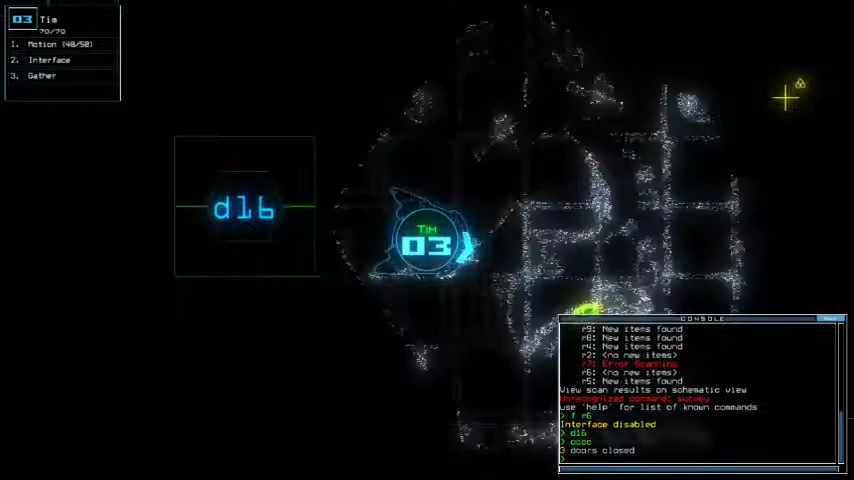 03 Tim
70/70
1. Motion (48/50)
2. Interface
3. Gather
d16
TIM
03
CONSOLE
r9: New items found
r8: New items found
r4: New items found
r2: <no new items>
r7: Error Scanning
r6: <no new items>
r5: New items found
View scan results on schematic view
Unrecognized command: survey
use 'help' for list of known commands
> f r6
Interface disabled
> d16
> cccc
3 doors closed
>